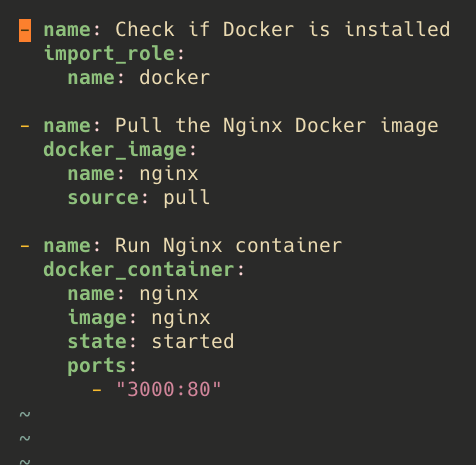 - name: Check if Docker is installed
  import_role:
    name: docker

- name: Pull the Nginx Docker image
  docker_image:
    name: nginx
    source: pull

- name: Run Nginx container
  docker_container:
    name: nginx
    image: nginx
    state: started
    ports:
      - "3000:80"
~
~
~